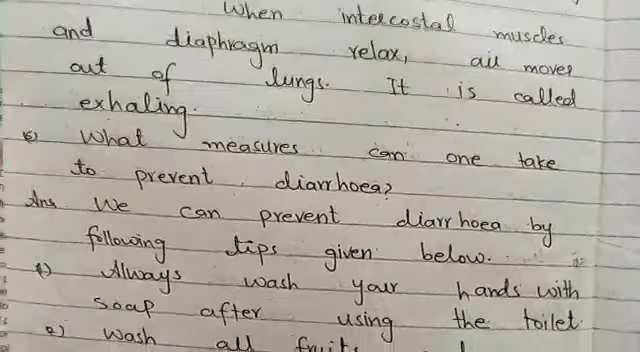 When intercostal muscles
and diaphragm relax, air moves
out of lungs. It is called
exhaling.
5) What measures can one take
to prevent diarrhoea?
Ans We can prevent diarrhoea by
following tips given below.
1) Always wash your hands with
soap after using the toilet.
2) Wash all fruits